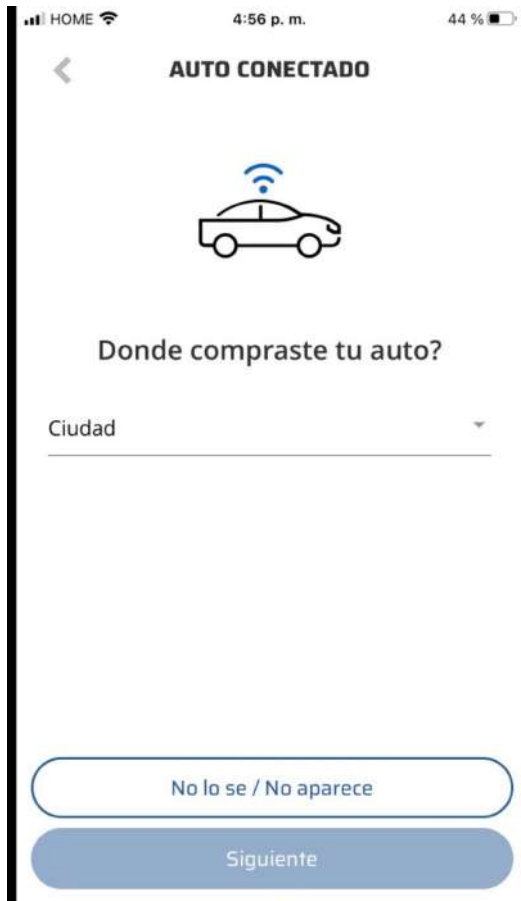 HOME 4:56 p. m. 44 %
AUTO CONECTADO
Donde compraste tu auto?
Ciudad
No lo se / No aparece
Siguiente